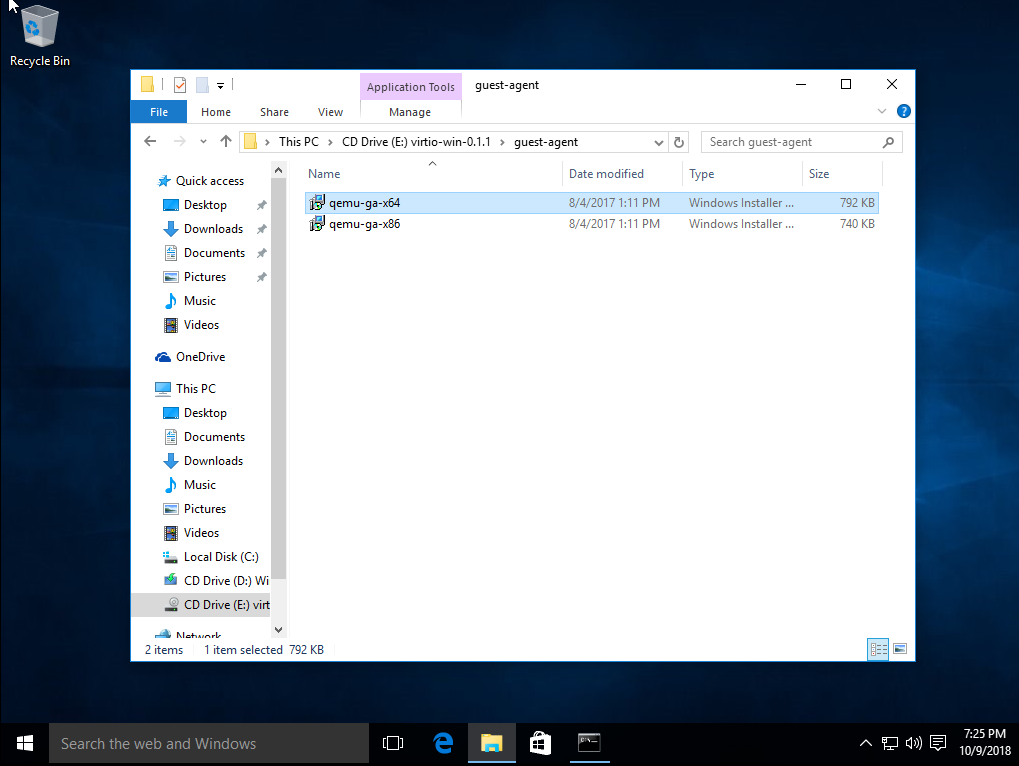 Recycle Bin
Application Tools guest-agent
File Home Share View Manage
This PC CD Drive (E:) virtio-win-0.1.1 guest-agent Search guest-agent
Name Date modified Type Size
qemu-ga-x64 8/4/2017 1:11 PM Windows Installer ... 792 KB
qemu-ga-x86 8/4/2017 1:11 PM Windows Installer ... 740 KB
Quick access
Desktop
Downloads
Documents
Pictures
Music
Videos
OneDrive
This PC
Desktop
Documents
Downloads
Music
Pictures
Videos
Local Disk (C:)
CD Drive (D:) Wi
CD Drive (E:) virt
Network
2 items 1 item selected 792 KB
Search the web and Windows
7:25 PM
10/9/2018